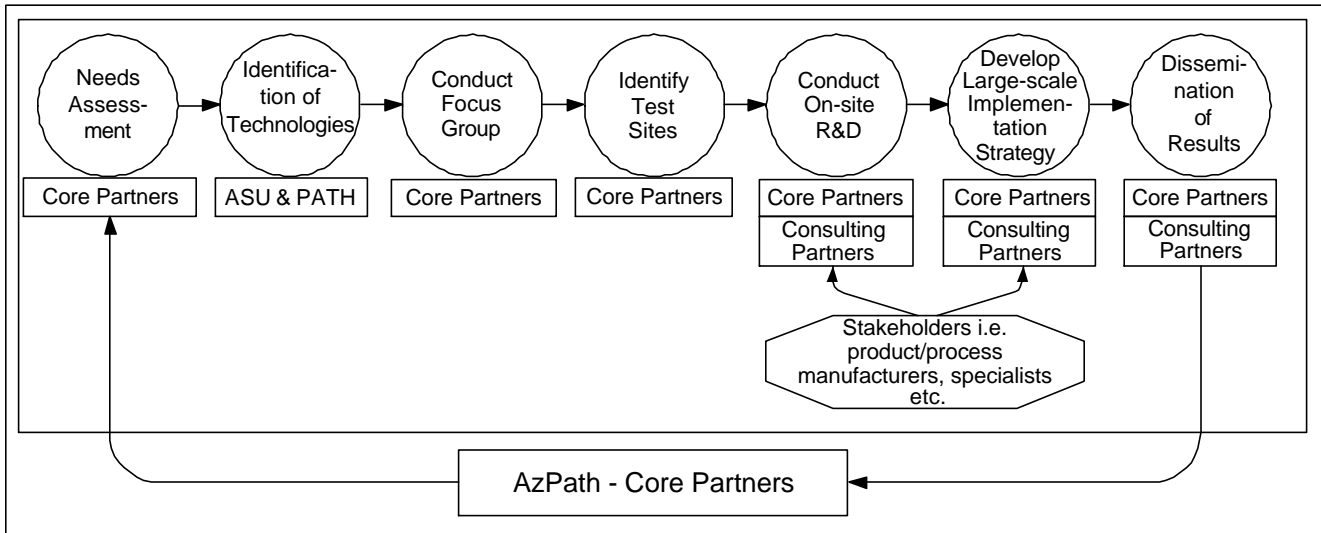 Needs
Assess-
ment
Identifica-
tion of
Technologies
Conduct
Focus
Group
Identify
Test
Sites
Conduct
On-site
R&D
Develop
Large-scale
Implemen-
tation
Strategy
Dissemi-
nation
of
Results
Core Partners
ASU & PATH
Core Partners
Core Partners
Core Partners
Consulting
Partners
Core Partners
Consulting
Partners
Core Partners
Consulting
Partners
Stakeholders i.e.
product/process
manufacturers, specialists
etc.
AzPath - Core Partners